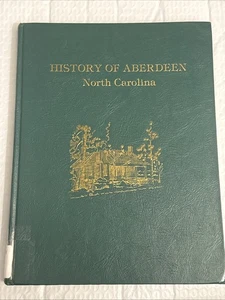 HISTORY OF ABERDEEN
North Carolina